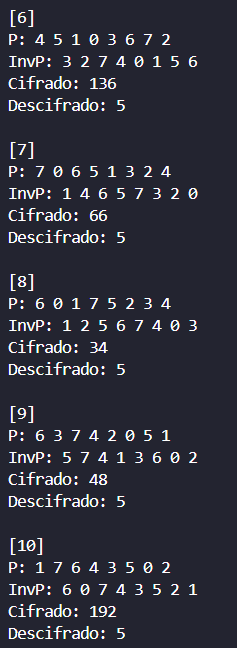 [6]
P: 4 5 1 0 3 6 7 2
InvP: 3 2 7 4 0 1 5 6
Cifrado: 136
Descifrado: 5
[7]
P: 7 0 6 5 1 3 2 4
InvP: 1 4 6 5 7 3 2 0
Cifrado: 66
Descifrado: 5
[8]
P: 6 0 1 7 5 2 3 4
InvP: 1 2 5 6 7 4 0 3
Cifrado: 34
Descifrado: 5
[9]
P: 6 3 7 4 2 0 5 1
InvP: 5 7 4 1 3 6 0 2
Cifrado: 48
Descifrado: 5
[10]
P: 1 7 6 4 3 5 0 2
InvP: 6 0 7 4 3 5 2 1
Cifrado: 192
Descifrado: 5